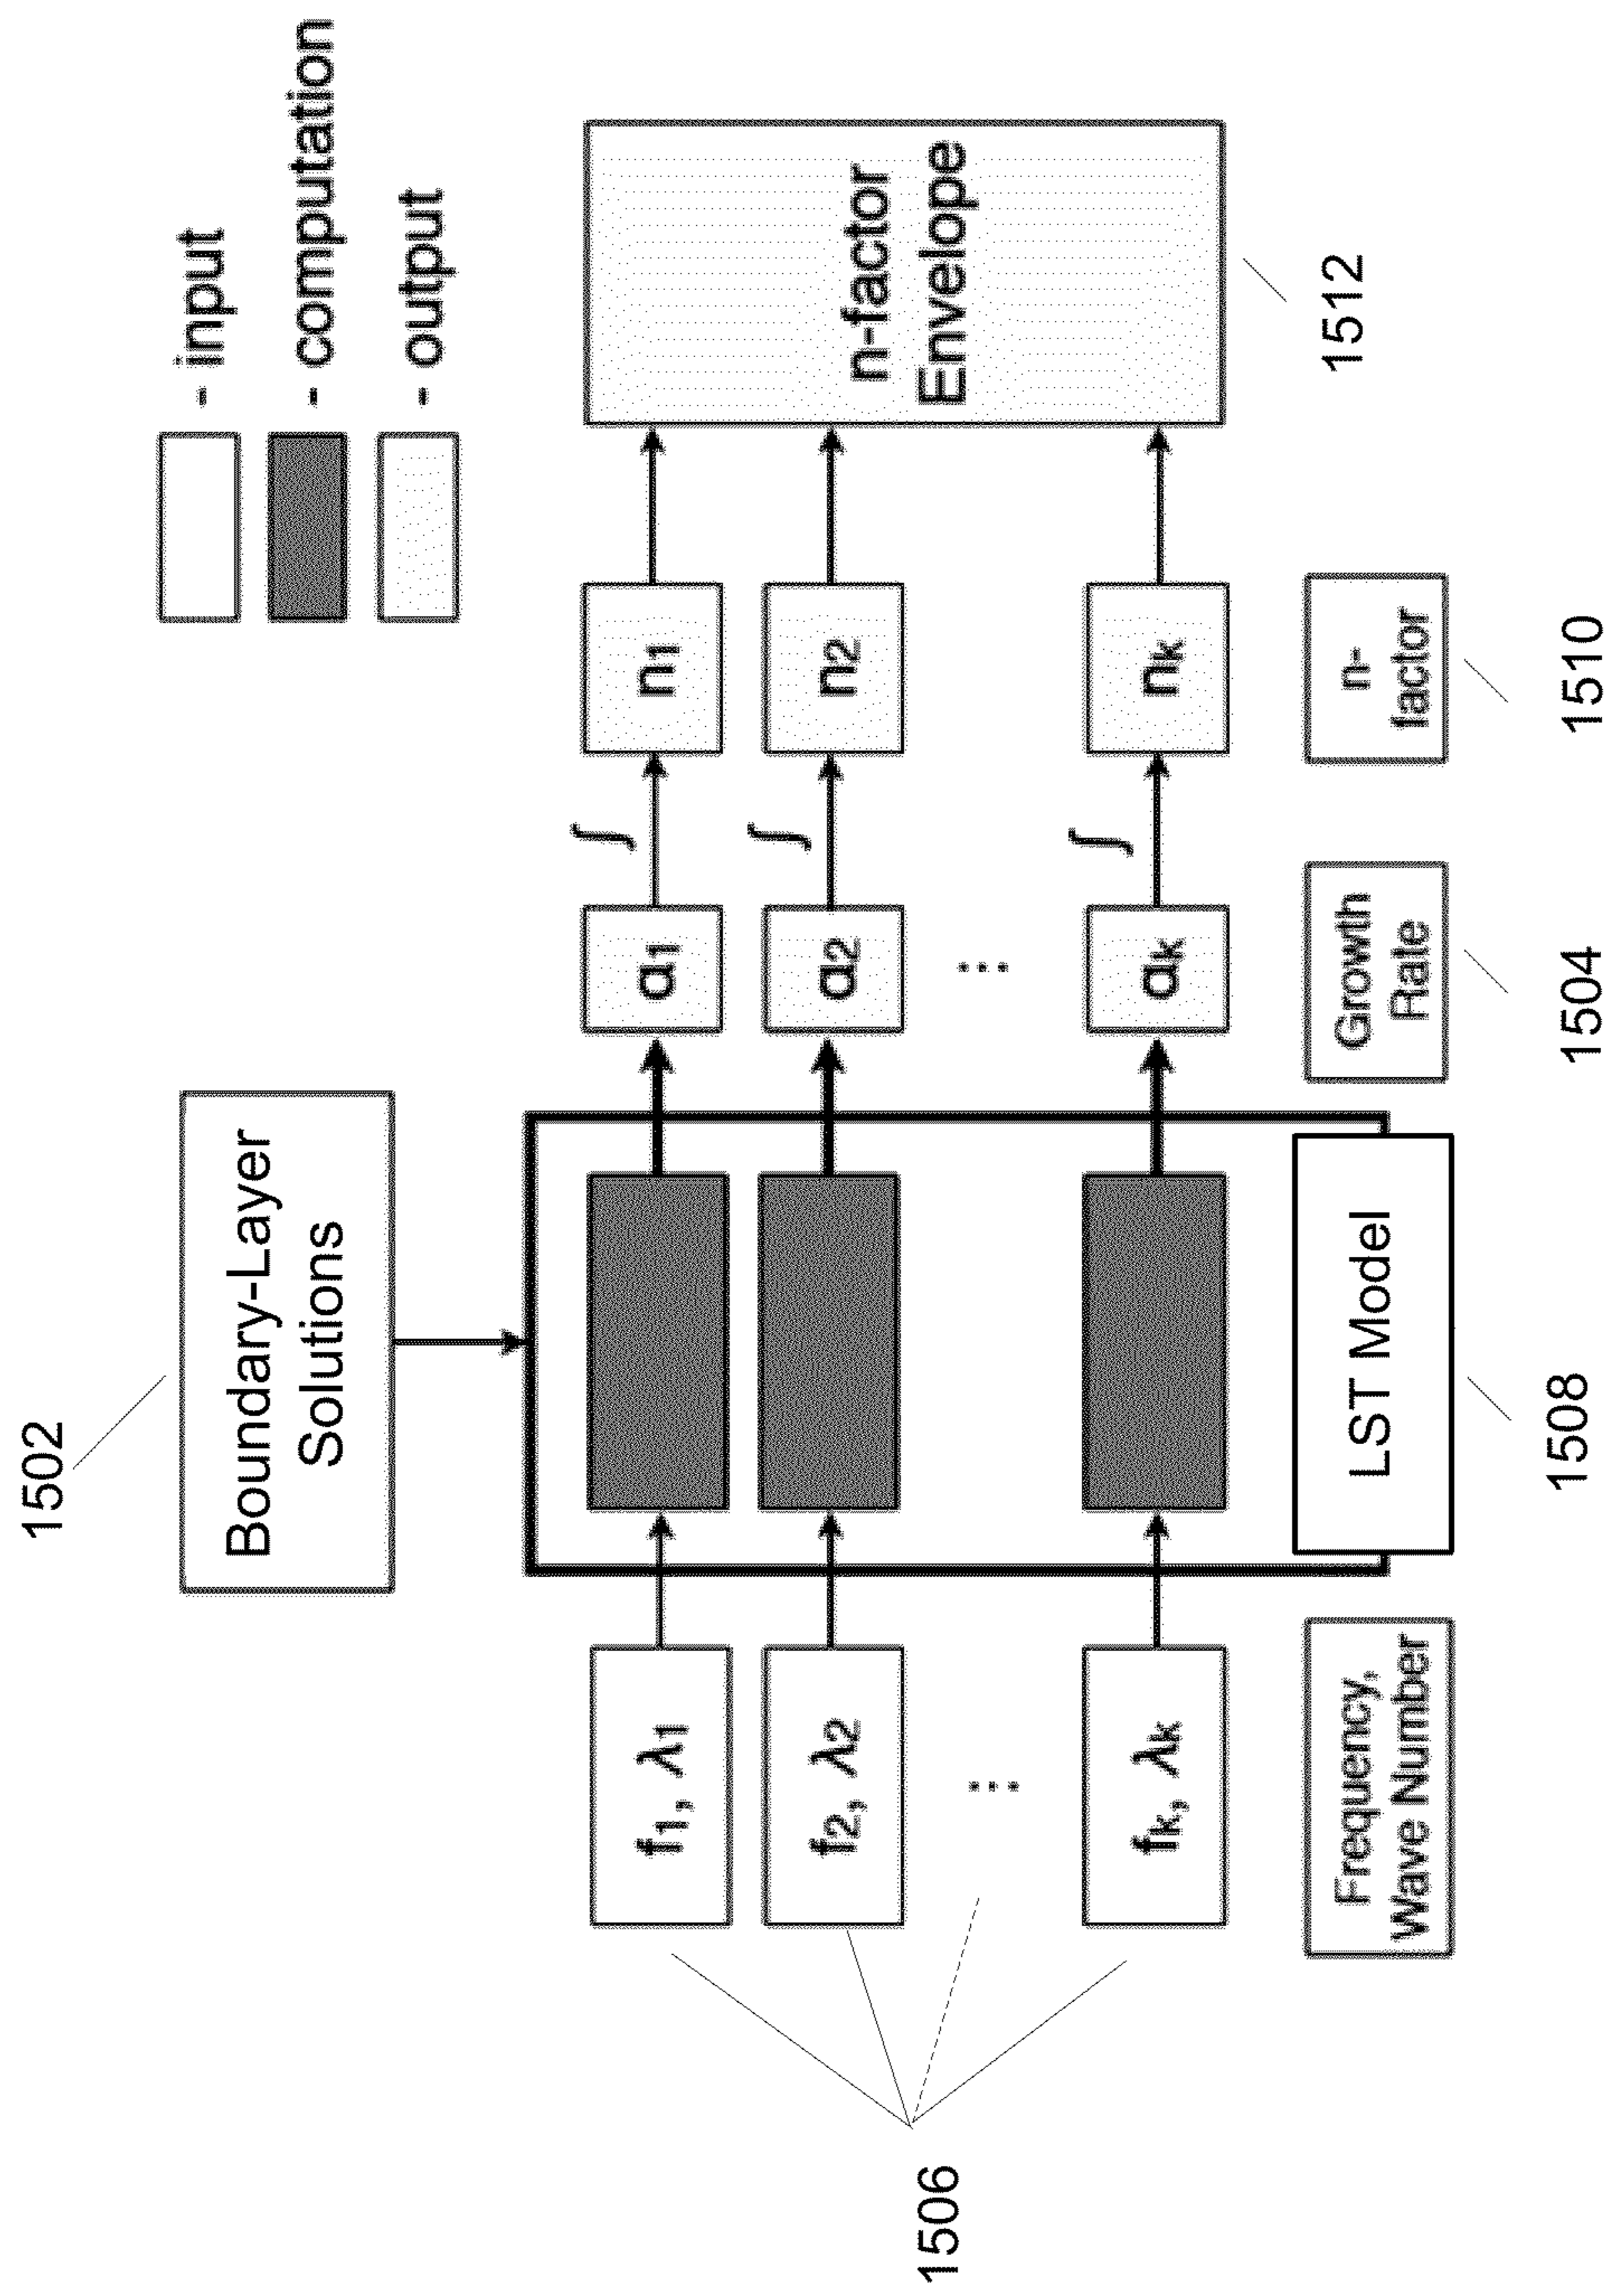 - input
- computation
- output
1502
Boundary-Layer
Solutions
f1, λ1
α1
∫
n1
f2, λ2
α2
∫
n2
n-factor
Envelope
⋮
⋮
fk, λk
αk
∫
nk
1512
1506
Frequency,
Wave Number
LST Model
Growth
Rate
n-
factor
1508
1504
1510